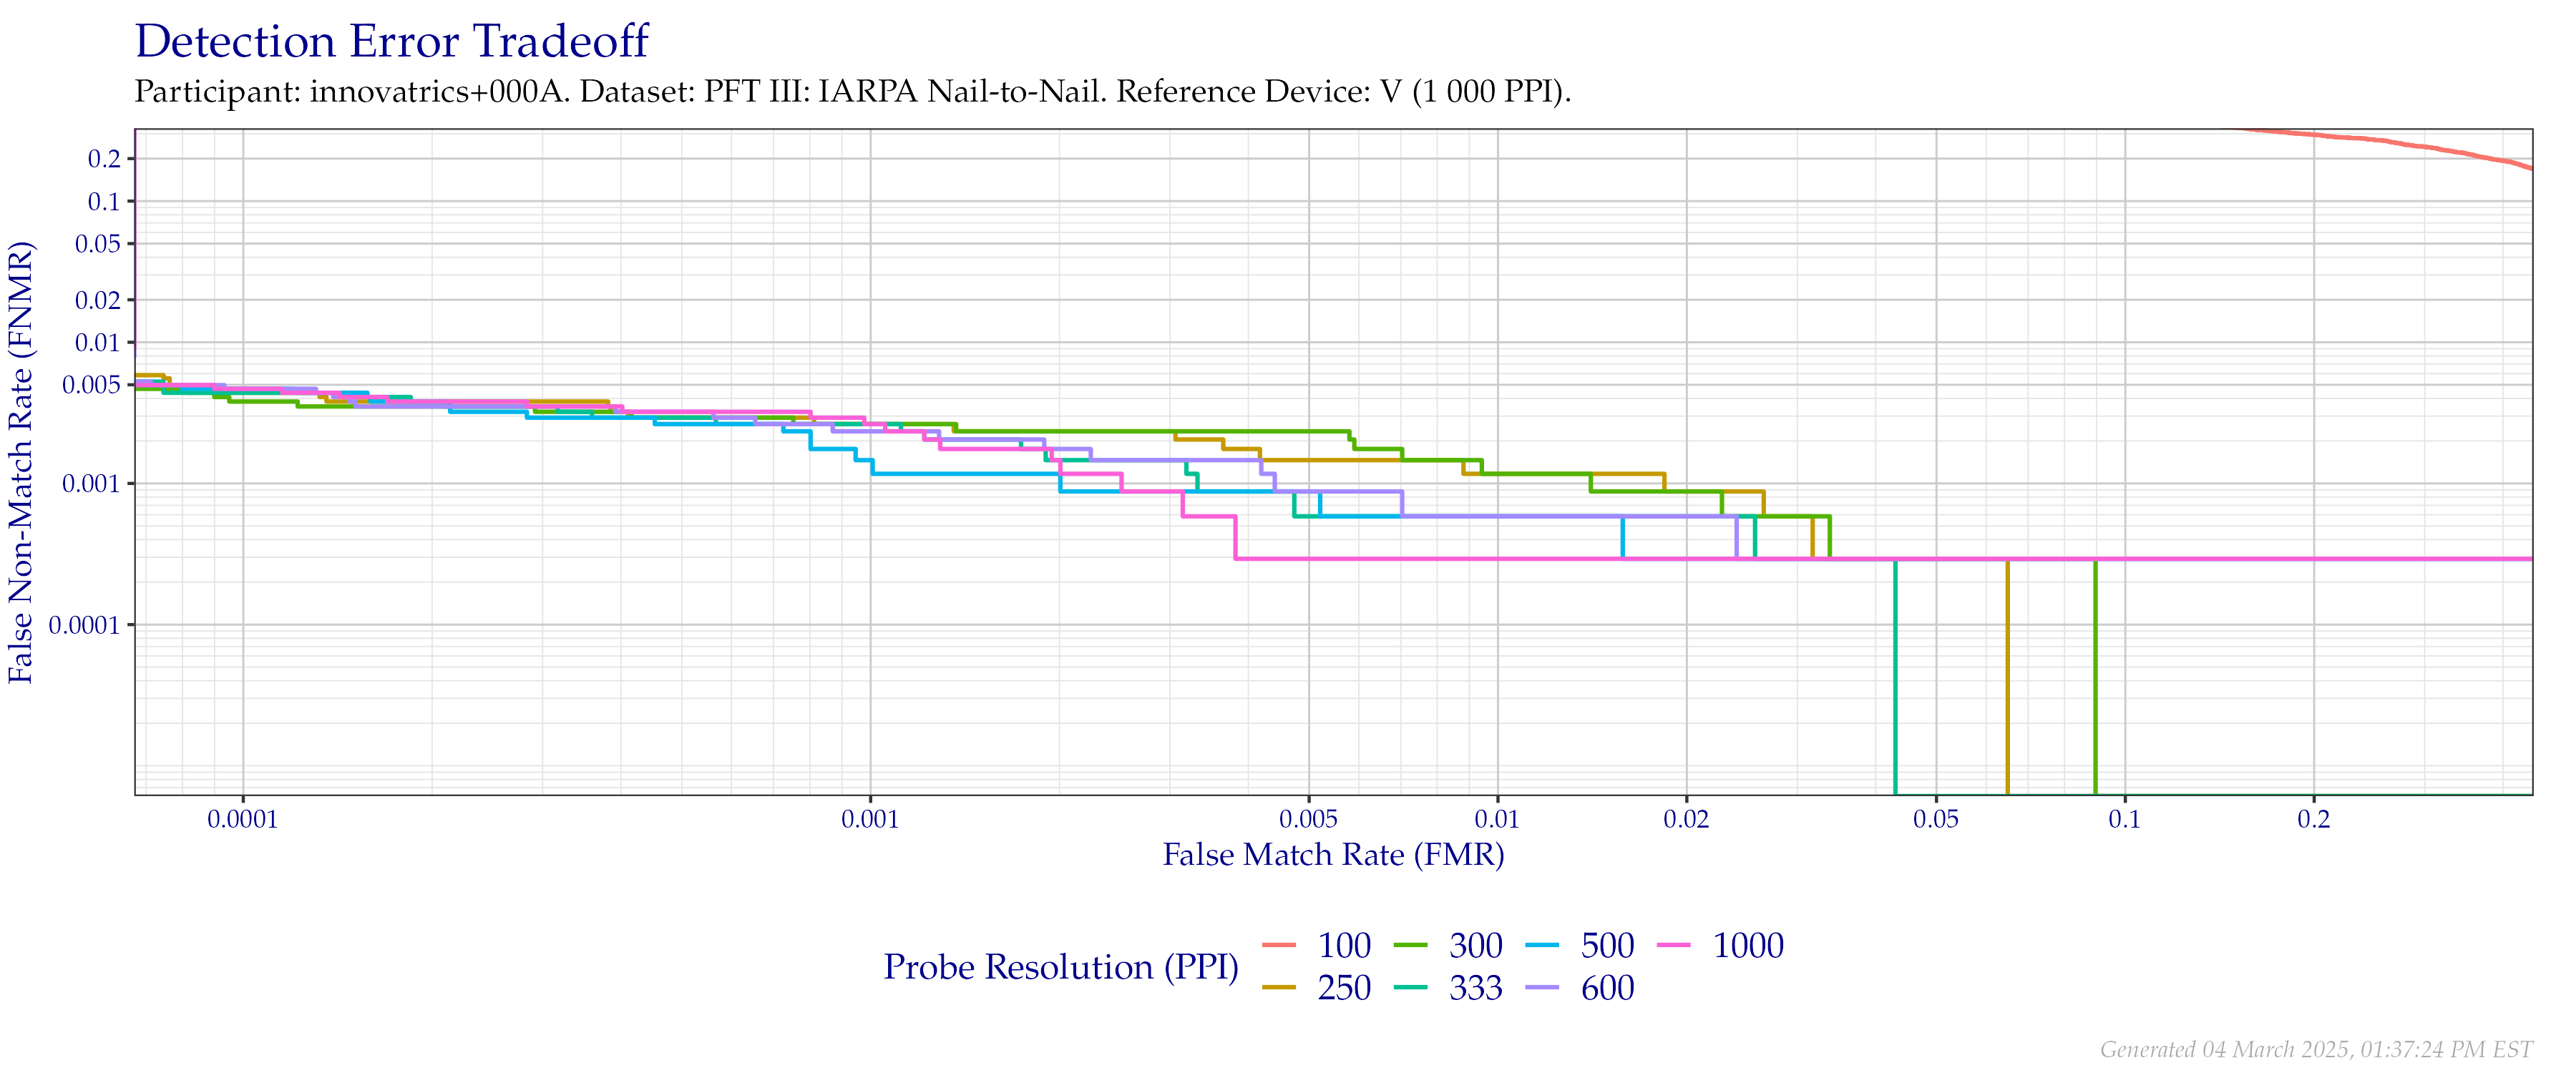 Detection Error Tradeoff
Participant: innovatrics+000A. Dataset: PFT III: IARPA Nail-to-Nail. Reference Device: V (1 000 PPI).
False Non-Match Rate (FNMR)
0.2
0.1
0.05
0.02
0.01
0.005
0.001
0.0001
0.0001 0.001 0.005 0.01 0.02 0.05 0.1 0.2
False Match Rate (FMR)
Probe Resolution (PPI)
100 300 500 1000
250 333 600
Generated 04 March 2025, 01:37:24 PM EST